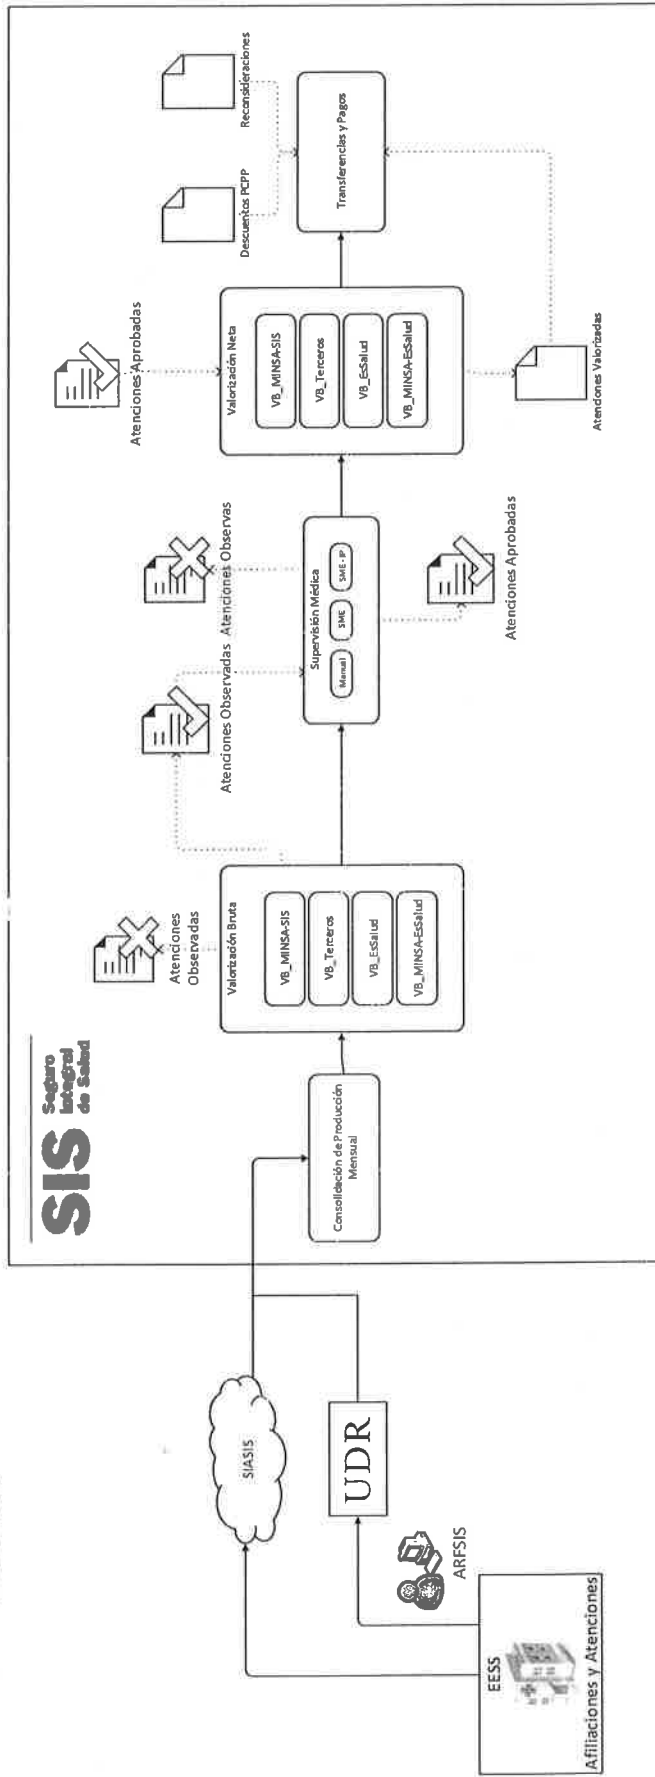 EESS
Afiliaciones y Atenciones
ARFSIS
UDR
SIASIS
SIS
Seguro
Integral
de Salud
Consolidación de Producción
Mensual
Atenciones
Observadas
Valorización Bruta
VB_MINSA-SIS
VB_Terceros
VB_EsSalud
VB_MINSA-EsSalud
Atenciones Observadas
Atenciones Observas
Supervisión Médica
Manual
SME
SME - IP
Atenciones Aprobadas
Atenciones Aprobadas
Valorización Neta
VB_MINSA-SIS
VB_Terceros
VB_EsSalud
VB_MINSA-EsSalud
Atenciones Valorizadas
Descuentos PCPP
Reconsideraciones
Transferencias y Pagos